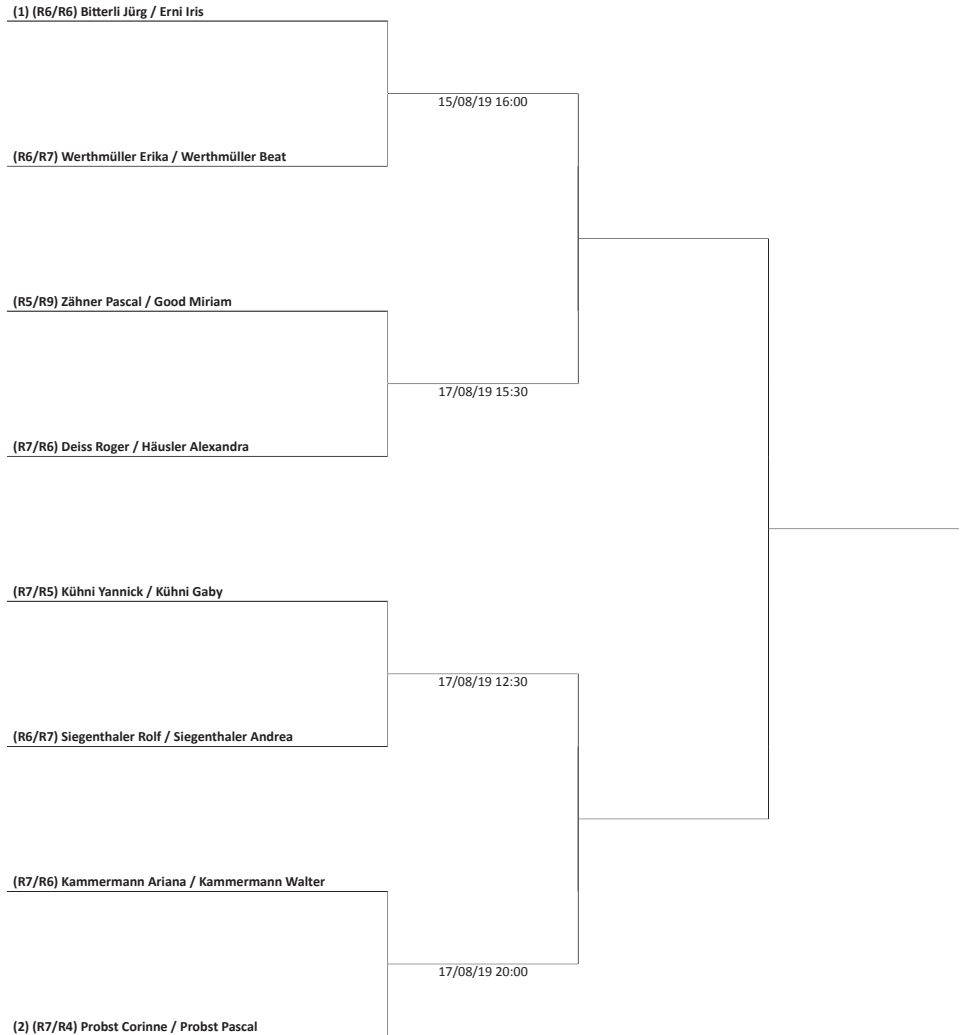 (1) (R6/R6) Bitterli Jürg / Erni Iris
15/08/19 16:00
(R6/R7) Werthmüller Erika / Werthmüller Beat
(R5/R9) Zähner Pascal / Good Miriam
17/08/19 15:30
(R7/R6) Deiss Roger / Häusler Alexandra
(R7/R5) Kühni Yannick / Kühni Gaby
17/08/19 12:30
(R6/R7) Siegenthaler Rolf / Siegenthaler Andrea
(R7/R6) Kammermann Ariana / Kammermann Walter
17/08/19 20:00
(2) (R7/R4) Probst Corinne / Probst Pascal